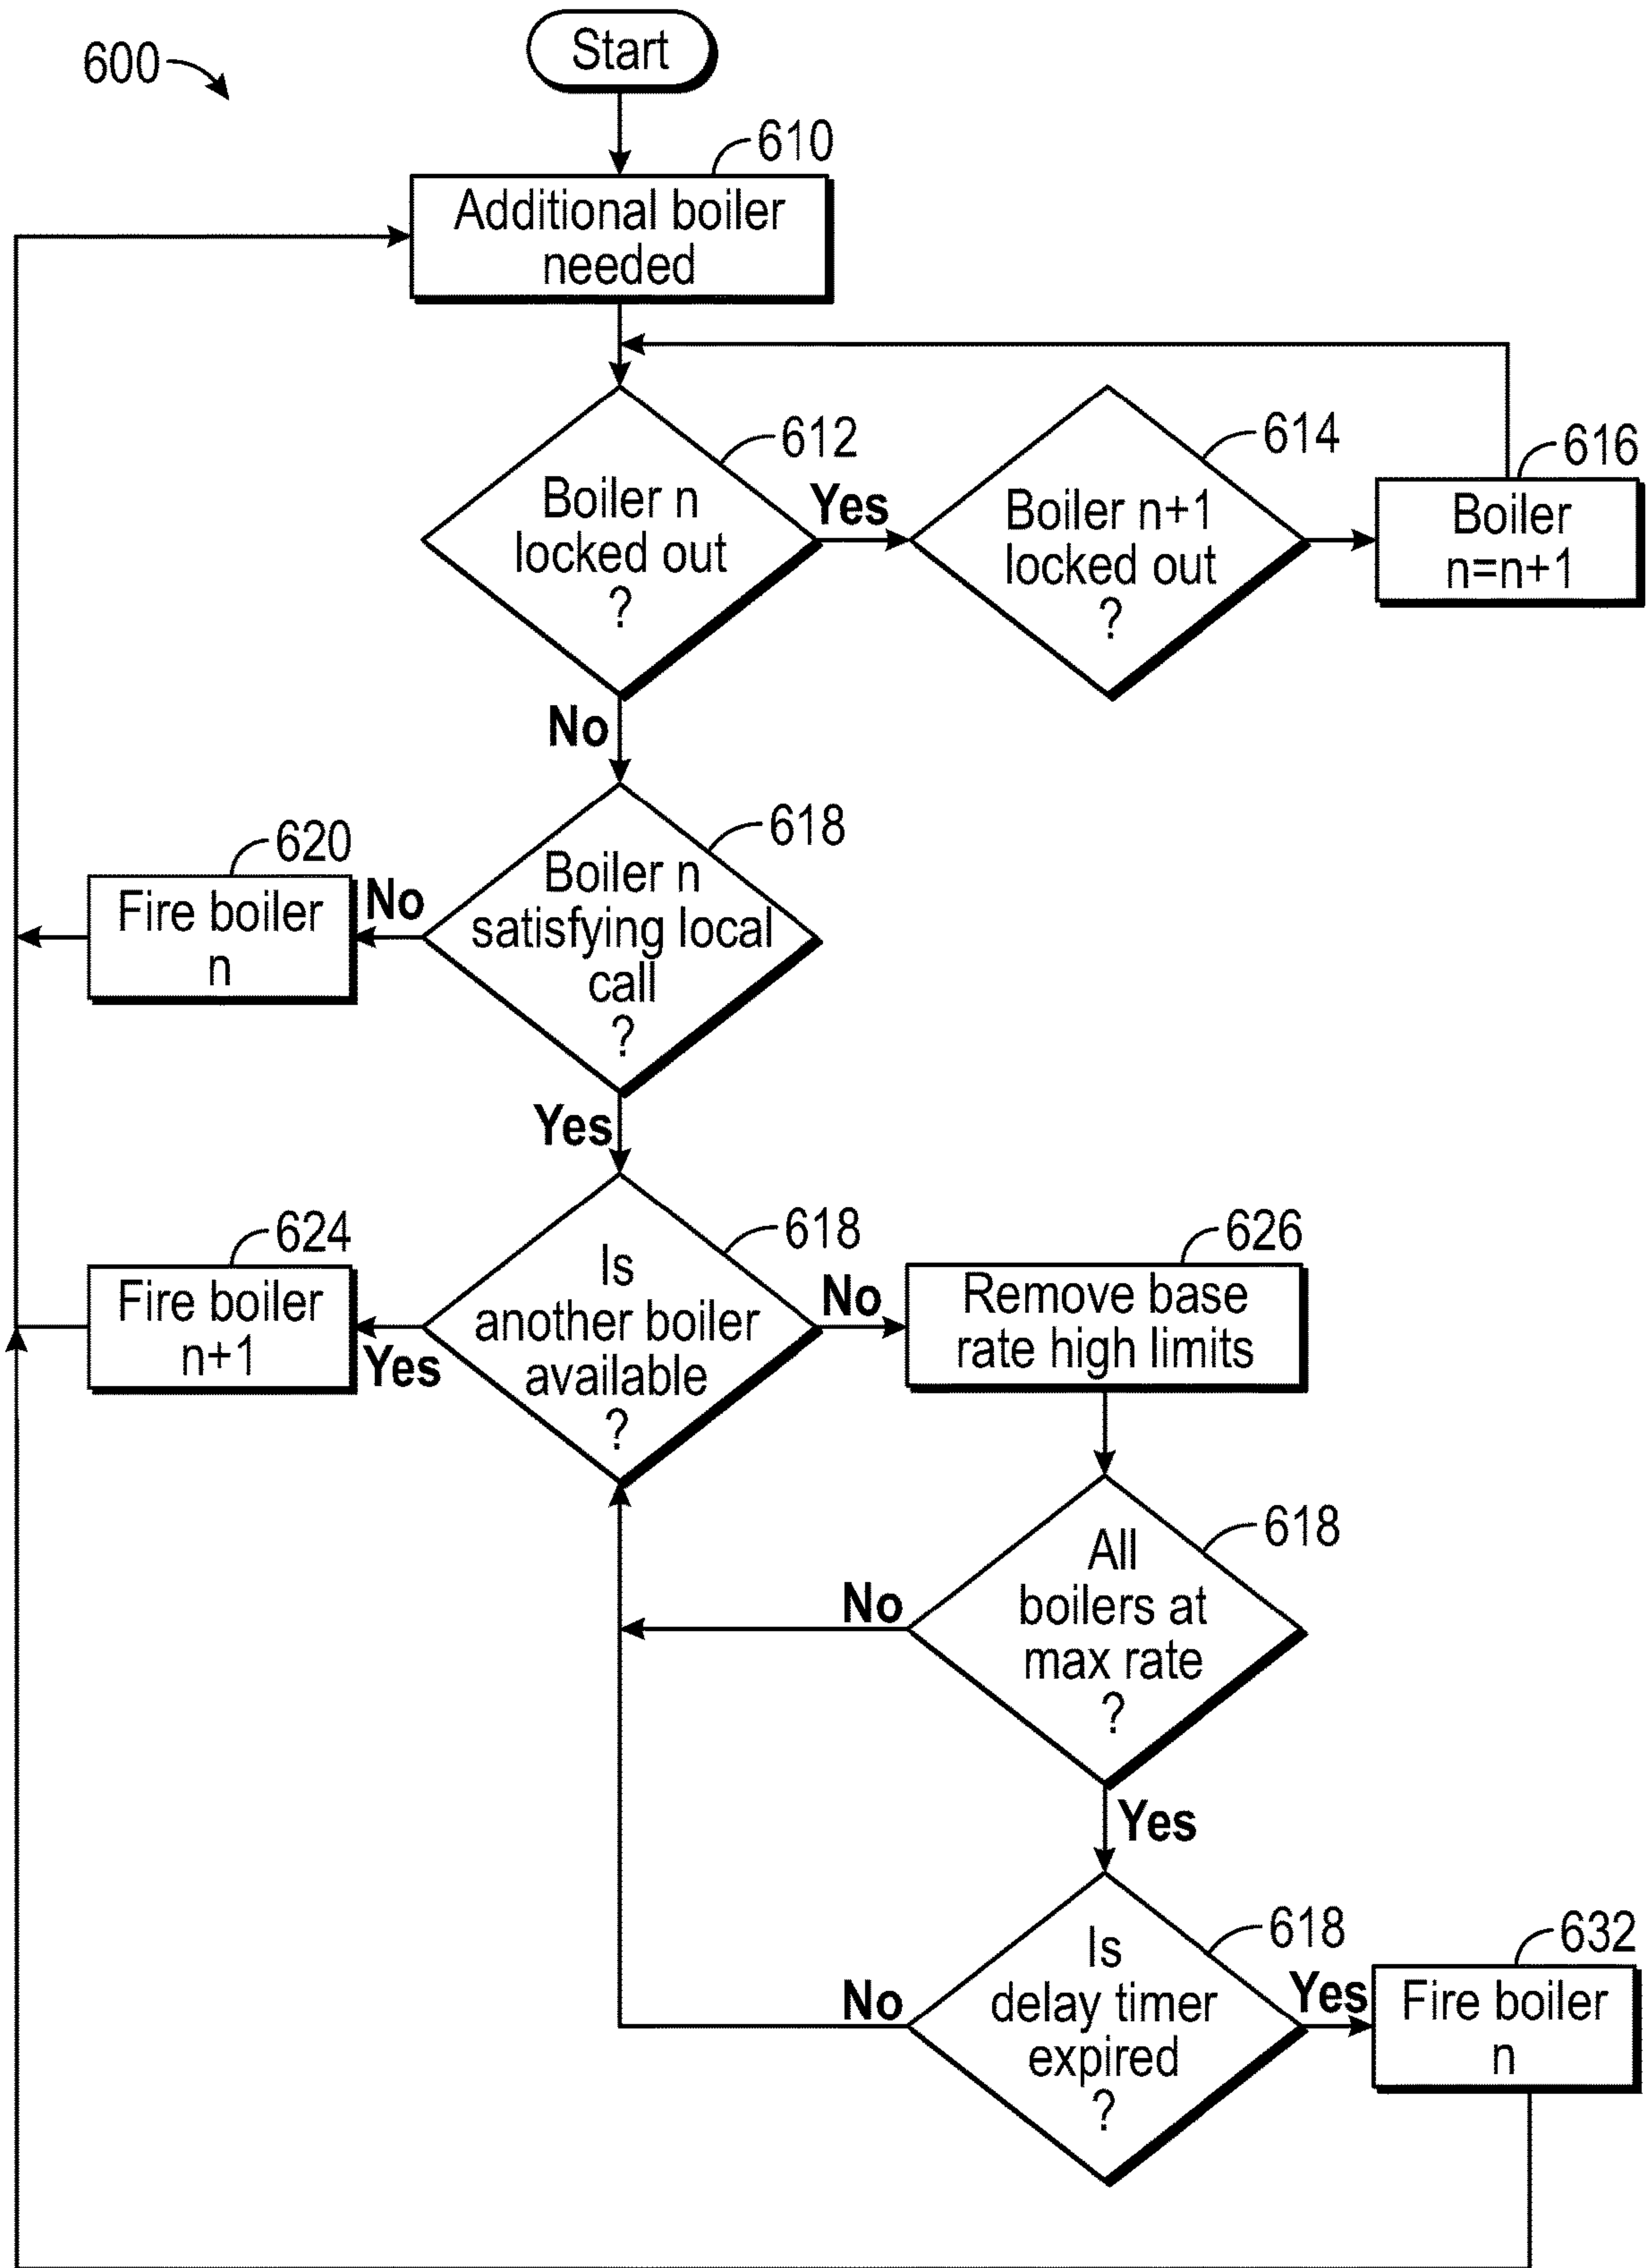 600
Start
610
Additional boiler
needed
612
Boiler n
locked out
?
Yes
614
Boiler n+1
locked out
?
616
Boiler
n=n+1
No
618
Boiler n
satisfying local
call
?
No
620
Fire boiler
n
Yes
618
Is
another boiler
available
?
624
Fire boiler
n+1
Yes
No
626
Remove base
rate high limits
618
All
boilers at
max rate
?
No
Yes
618
Is
delay timer
expired
?
No
Yes
632
Fire boiler
n